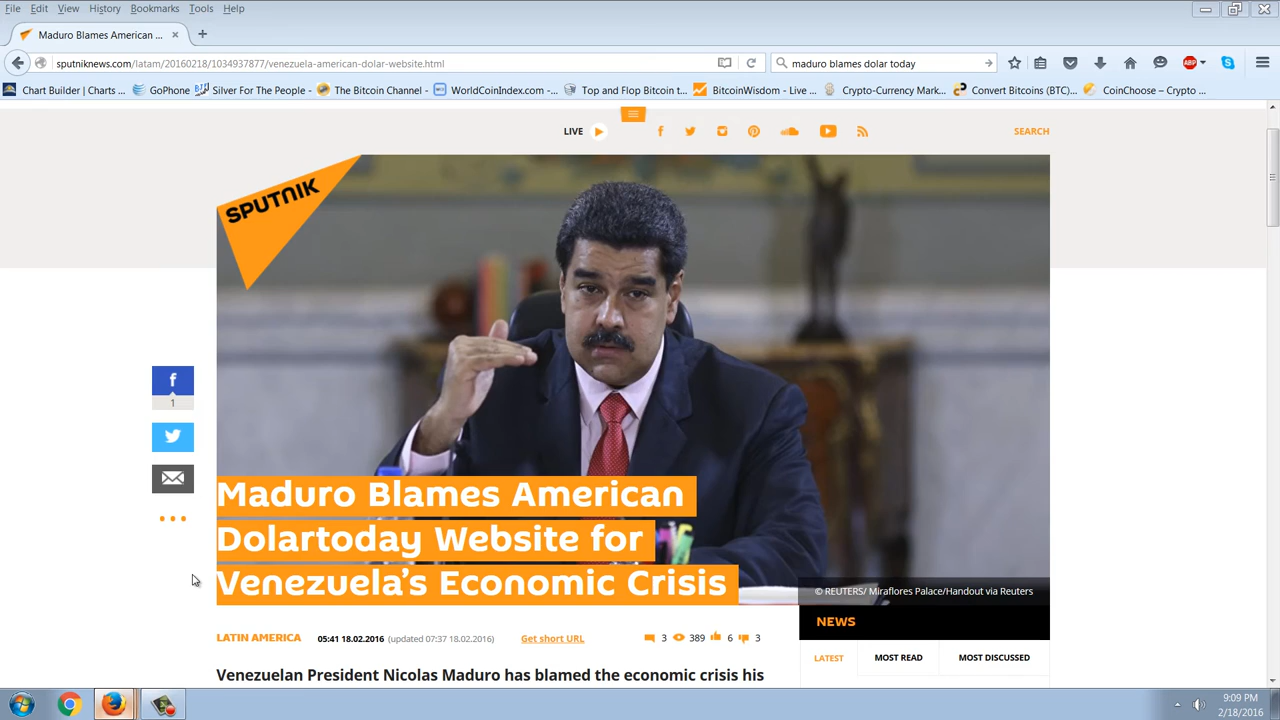 File Edit View History Bookmarks Tools Help
Maduro Blames American ...
sputniknews.com/latam/20160218/1034937877/venezuela-american-dolar-website.html
maduro blames dolar today
ABP
Chart Builder | Charts ...
GoPhone
Silver For The People -
The Bitcoin Channel -
WorldCoinIndex.com -...
Top and Flop Bitcoin t...
BitcoinWisdom - Live ...
Crypto-Currency Mark...
Convert Bitcoins (BTC)...
CoinChoose – Crypto ...
LIVE
SEARCH
SPUTNIK
f
1
Maduro Blames American
Dolartoday Website for
Venezuela’s Economic Crisis
© REUTERS/ Miraflores Palace/Handout via Reuters
NEWS
LATIN AMERICA 05:41 18.02.2016 (updated 07:37 18.02.2016) Get short URL 3 389 6 3
LATEST MOST READ MOST DISCUSSED
Venezuelan President Nicolas Maduro has blamed the economic crisis his
9:09 PM
2/18/2016